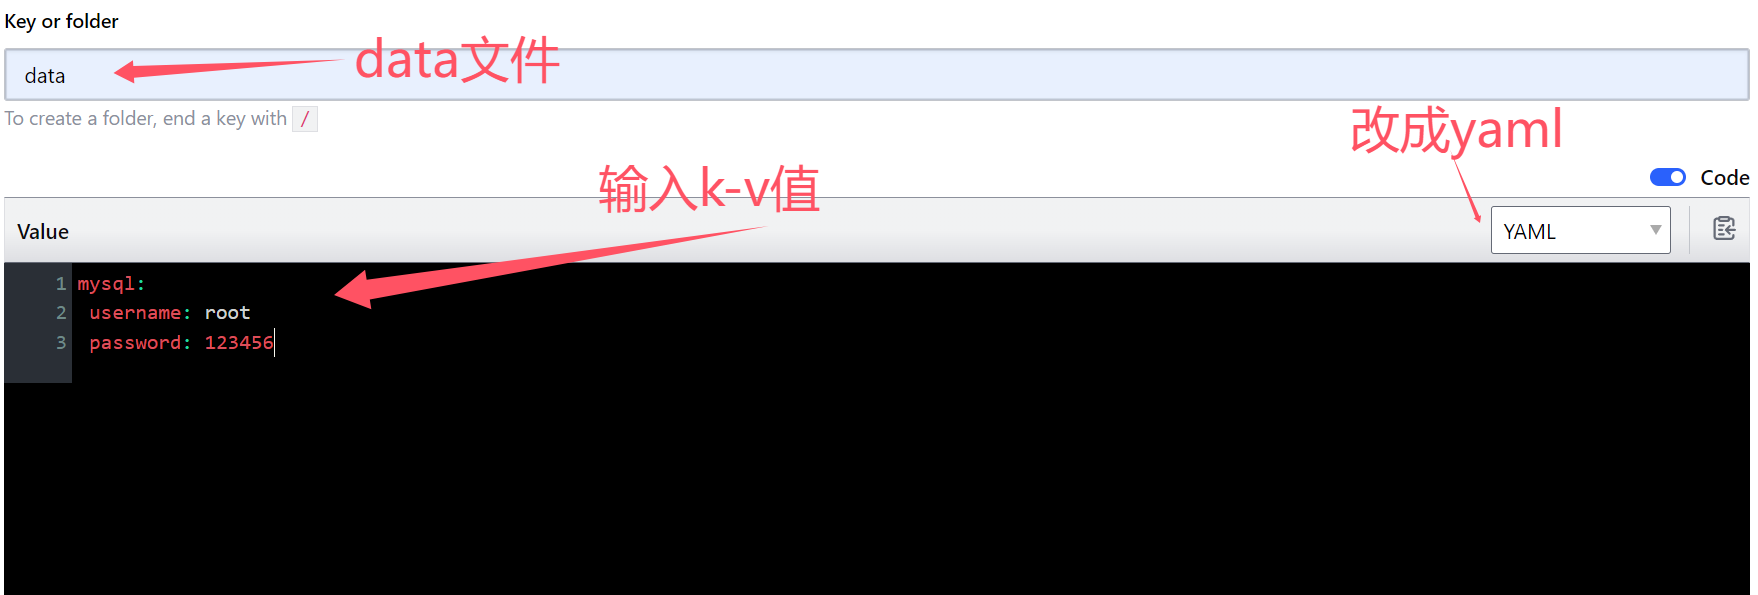 Key or folder
data
data文件
To create a folder, end a key with /
改成yaml
输入k-v值
Code
Value
YAML
1 mysql:
2  username: root
3  password: 123456